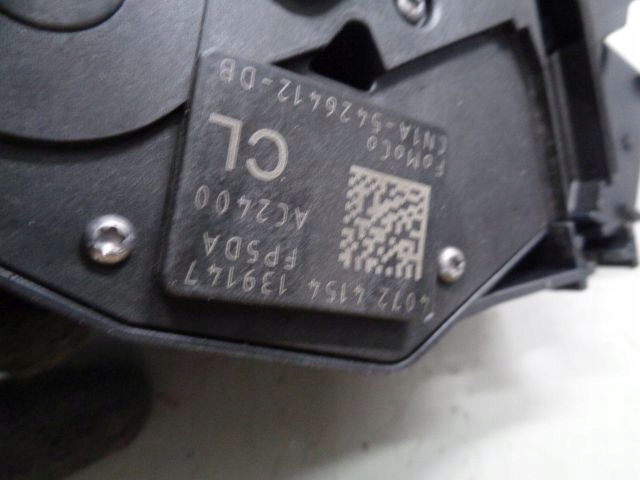 4072 4154 139147
FP5DA
AC2400
CL
FoMoCo
CN1A-5426412-DB